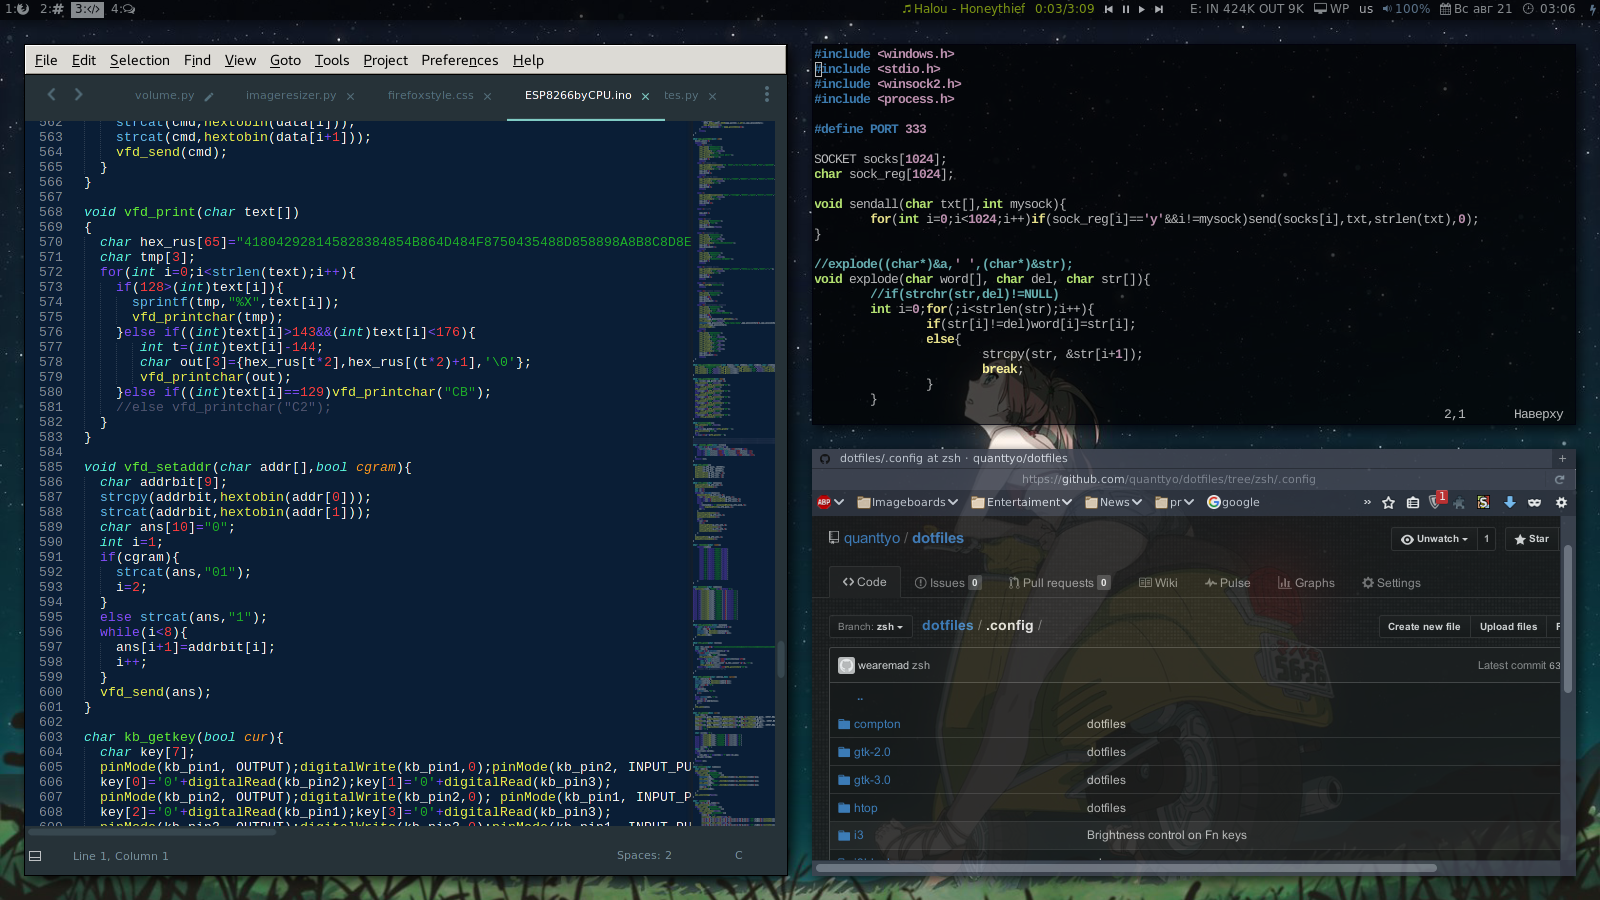 1: 2: 3: 4:
Halou - Honeythief 0:03/3:09
E: IN 424K OUT 9K WP us 100% Вс авг 21 03:06
File Edit Selection Find View Goto Tools Project Preferences Help
volume.py imageresizer.py × firefoxstyle.css × ESP8266byCPU.ino × tes.py ×
562 strcat(cmd,hextobin(data[i]));
563 strcat(cmd,hextobin(data[i+1]));
564 vfd_send(cmd);
565 }
566 }
567
568 void vfd_print(char text[])
569 {
570 char hex_rus[65]="418042928145828384854B864D484F8750435488D858898A8B8C8D8E
571 char tmp[3];
572 for(int i=0;i<strlen(text);i++){
573 if(128>(int)text[i]){
574 sprintf(tmp,"%X",text[i]);
575 vfd_printchar(tmp);
576 }else if((int)text[i]>143&&(int)text[i]<176){
577 int t=(int)text[i]-144;
578 char out[3]={hex_rus[t*2],hex_rus[(t*2)+1],'\0'};
579 vfd_printchar(out);
580 }else if((int)text[i]==129)vfd_printchar("CB");
581 //else vfd_printchar("C2");
582 }
583 }
584
585 void vfd_setaddr(char addr[],bool cgram){
586 char addrbit[9];
587 strcpy(addrbit,hextobin(addr[0]));
588 strcat(addrbit,hextobin(addr[1]));
589 char ans[10]="0";
590 int i=1;
591 if(cgram){
592 strcat(ans,"01");
593 i=2;
594 }
595 else strcat(ans,"1");
596 while(i<8){
597 ans[i+1]=addrbit[i];
598 i++;
599 }
600 vfd_send(ans);
601 }
602
603 char kb_getkey(bool cur){
604 char key[7];
605 pinMode(kb_pin1, OUTPUT);digitalWrite(kb_pin1,0);pinMode(kb_pin2, INPUT_PU
606 key[0]='0'+digitalRead(kb_pin2);key[1]='0'+digitalRead(kb_pin3);
607 pinMode(kb_pin2, OUTPUT);digitalWrite(kb_pin2,0); pinMode(kb_pin1, INPUT_P
608 key[2]='0'+digitalRead(kb_pin1);key[3]='0'+digitalRead(kb_pin3);
609 pinMode(kb_pin3, OUTPUT);digitalWrite(kb_pin3,0);pinMode(kb_pin1, INPUT_PU
Line 1, Column 1 Spaces: 2 C
#include <windows.h>
#include <stdio.h>
#include <winsock2.h>
#include <process.h>
#define PORT 333
SOCKET socks[1024];
char sock_reg[1024];
void sendall(char txt[],int mysock){
for(int i=0;i<1024;i++)if(sock_reg[i]=='y'&&i!=mysock)send(socks[i],txt,strlen(txt),0);
}
//explode((char*)&a,' ',(char*)&str);
void explode(char word[], char del, char str[]){
//if(strchr(str,del)!=NULL)
int i=0;for(;i<strlen(str);i++){
if(str[i]!=del)word[i]=str[i];
else{
strcpy(str, &str[i+1]);
break;
}
}
2,1 Наверху
dotfiles/.config at zsh · quanttyo/dotfiles +
https://github.com/quanttyo/dotfiles/tree/zsh/.config
ABP Imageboards Entertaiment News pr google » 1
quanttyo / dotfiles Unwatch 1 Star
Code Issues 0 Pull requests 0 Wiki Pulse Graphs Settings
Branch: zsh dotfiles / .config / Create new file Upload files F
wearemad zsh Latest commit 63
..
compton dotfiles
gtk-2.0 dotfiles
gtk-3.0 dotfiles
htop dotfiles
i3 Brightness control on Fn keys